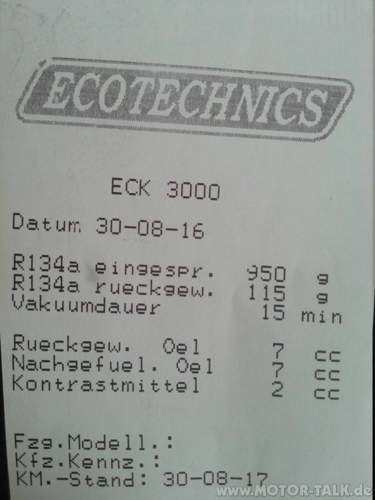 ECOTECHNICS
ECK 3000
Datum 30-08-16
R134a eingespr. 950 g
R134a rueckgew. 115 g
Vakuumdauer 15 min
Rueckgew. Oel 7 cc
Nachgefuel. Oel 7 cc
Kontrastmittel 2 cc
Fzg.Modell.:
Kfz.Kennz.:
KM.-Stand: 30-08-17
www.MOTOR-TALK.de